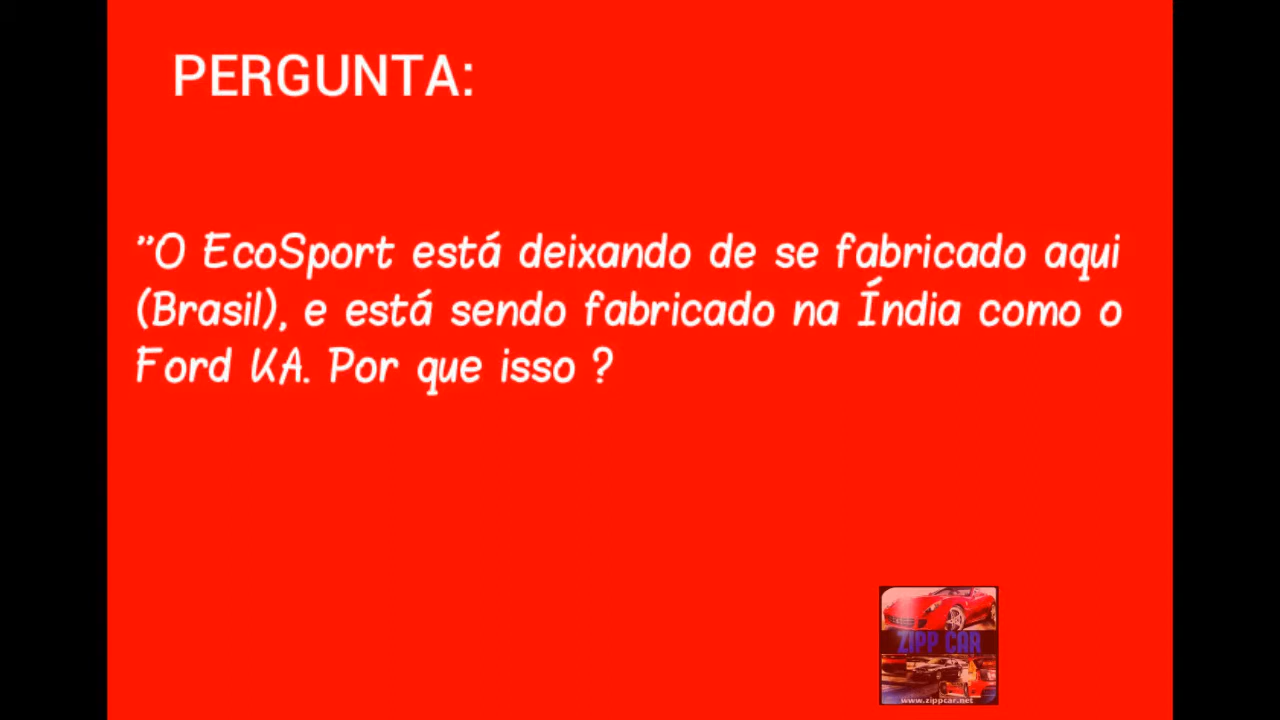 PERGUNTA:
"O EcoSport está deixando de se fabricado aqui
(Brasil), e está sendo fabricado na Índia como o
Ford KA. Por que isso ?
ZIPP CAR
www.zippcar.net